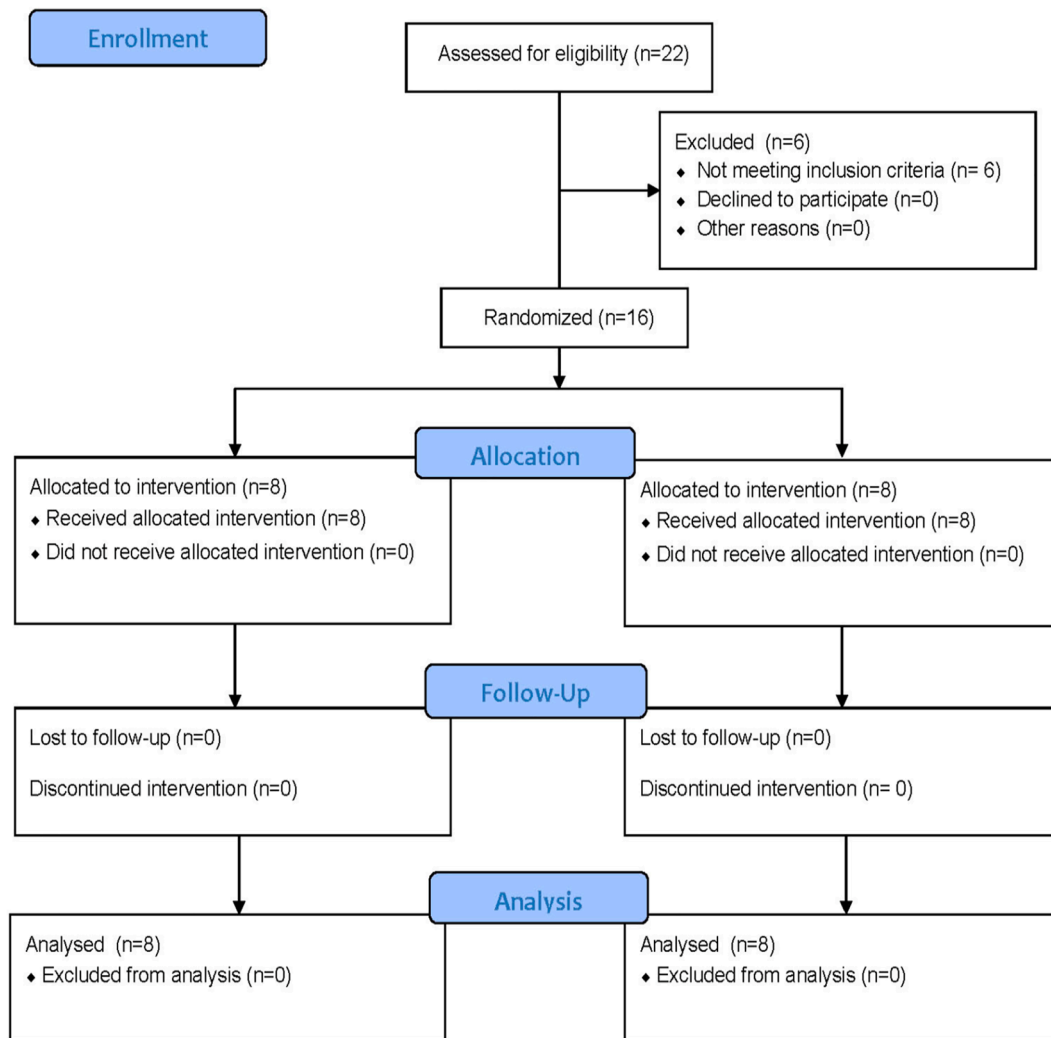 Enrollment
Assessed for eligibility (n=22)
Excluded (n=6)
♦ Not meeting inclusion criteria (n= 6)
♦ Declined to participate (n=0)
♦ Other reasons (n=0)
Randomized (n=16)
Allocation
Allocated to intervention (n=8)
♦ Received allocated intervention (n=8)
♦ Did not receive allocated intervention (n=0)
Allocated to intervention (n=8)
♦ Received allocated intervention (n=8)
♦ Did not receive allocated intervention (n=0)
Follow-Up
Lost to follow-up (n=0)
Discontinued intervention (n=0)
Lost to follow-up (n=0)
Discontinued intervention (n= 0)
Analysis
Analysed (n=8)
♦ Excluded from analysis (n=0)
Analysed (n=8)
♦ Excluded from analysis (n=0)